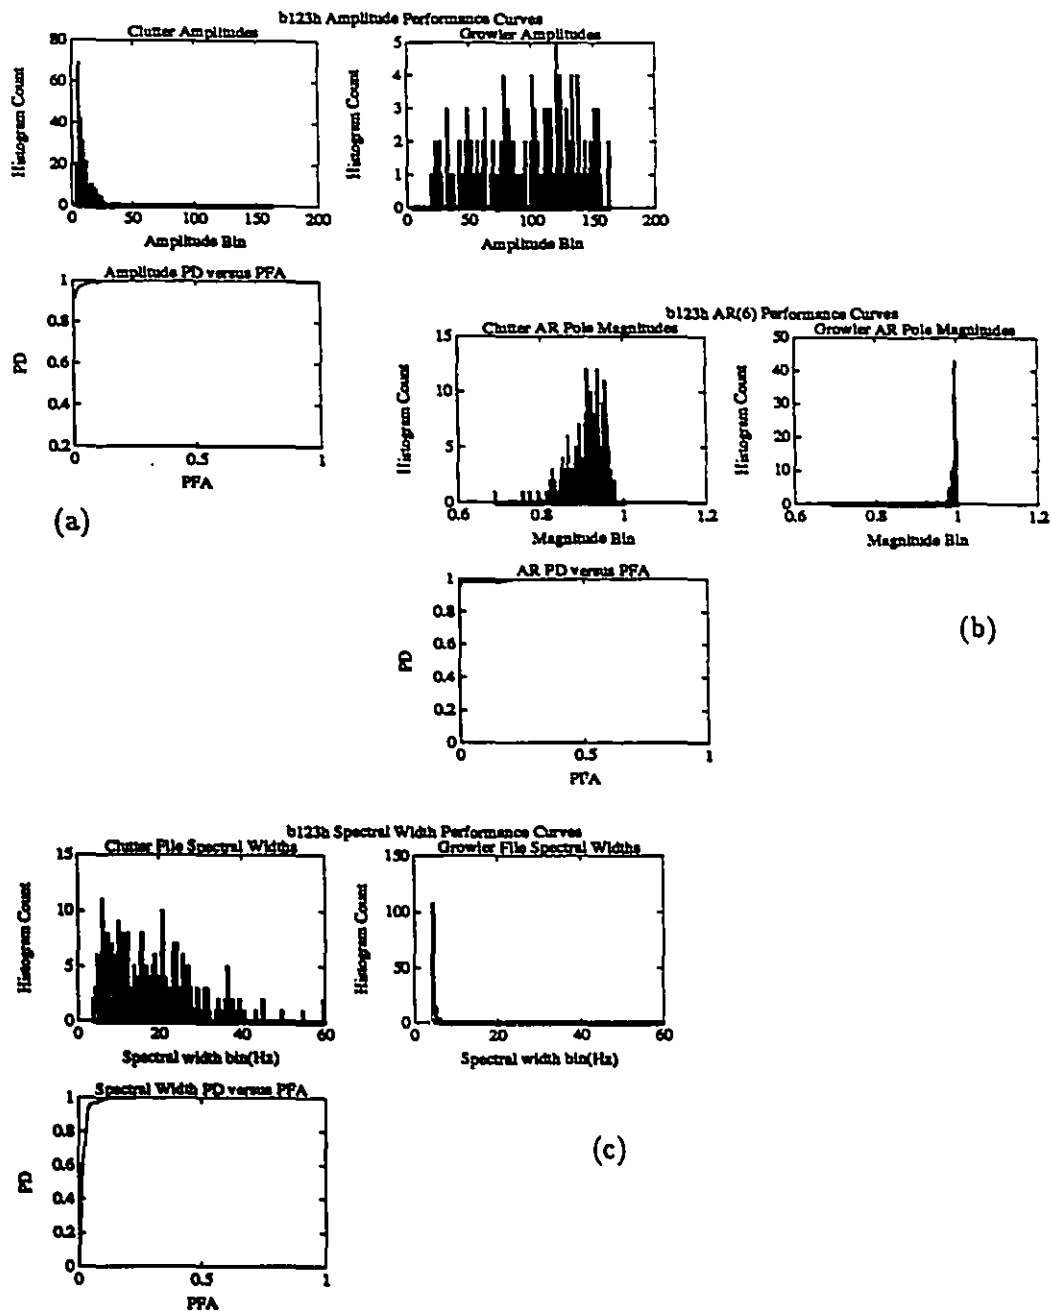 b123h Amplitude Performance Curves
Clutter Amplitudes
Histogram Count
80
60
40
20
0
0 50 100 150 200
Amplitude Bin
Growler Amplitudes
Histogram Count
5
4
3
2
1
0
0 50 100 150 200
Amplitude Bin
Amplitude PD versus PFA
PD
1
0.8
0.6
0.4
0.2
0 0.5 1
PFA
(a)
b123h AR(6) Performance Curves
Clutter AR Pole Magnitudes
Histogram Count
15
10
5
0
0.6 0.8 1 1.2
Magnitude Bin
Growler AR Pole Magnitudes
Histogram Count
50
40
30
20
10
0
0.6 0.8 1 1.2
Magnitude Bin
AR PD versus PFA
PD
1
0.8
0.6
0.4
0.2
0
0 0.5 1
PFA
(b)
b123h Spectral Width Performance Curves
Clutter File Spectral Widths
Histogram Count
15
10
5
0
0 20 40 60
Spectral width bin(Hz)
Growler File Spectral Widths
Histogram Count
150
100
50
0
0 20 40 60
Spectral width bin(Hz)
Spectral Width PD versus PFA
PD
1
0.8
0.6
0.4
0.2
0
0 0.5 1
PFA
(c)